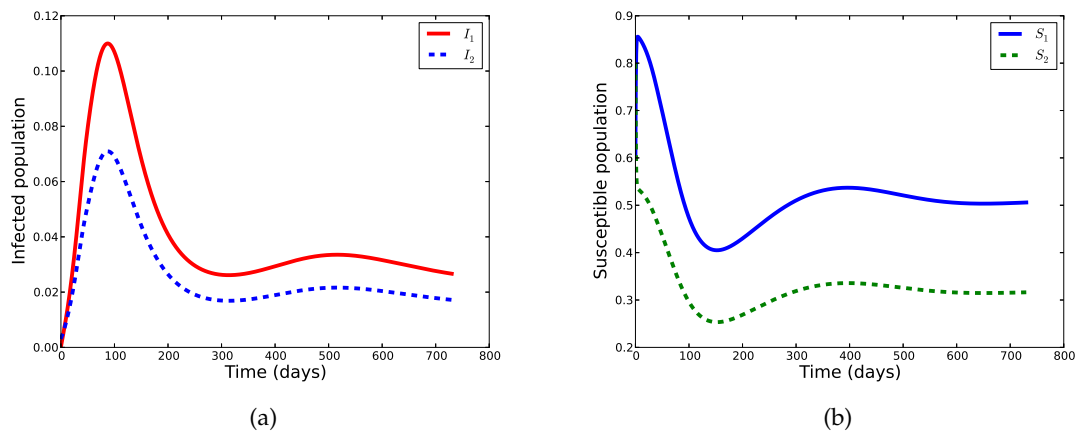 0.12
0.10
0.08
0.06
0.04
0.02
0.00
Infected population
0 100 200 300 400 500 600 700 800
Time (days)
I₁
I₂
(a)
0.9
0.8
0.7
0.6
0.5
0.4
0.3
0.2
Susceptible population
0 100 200 300 400 500 600 700 800
Time (days)
S₁
S₂
(b)